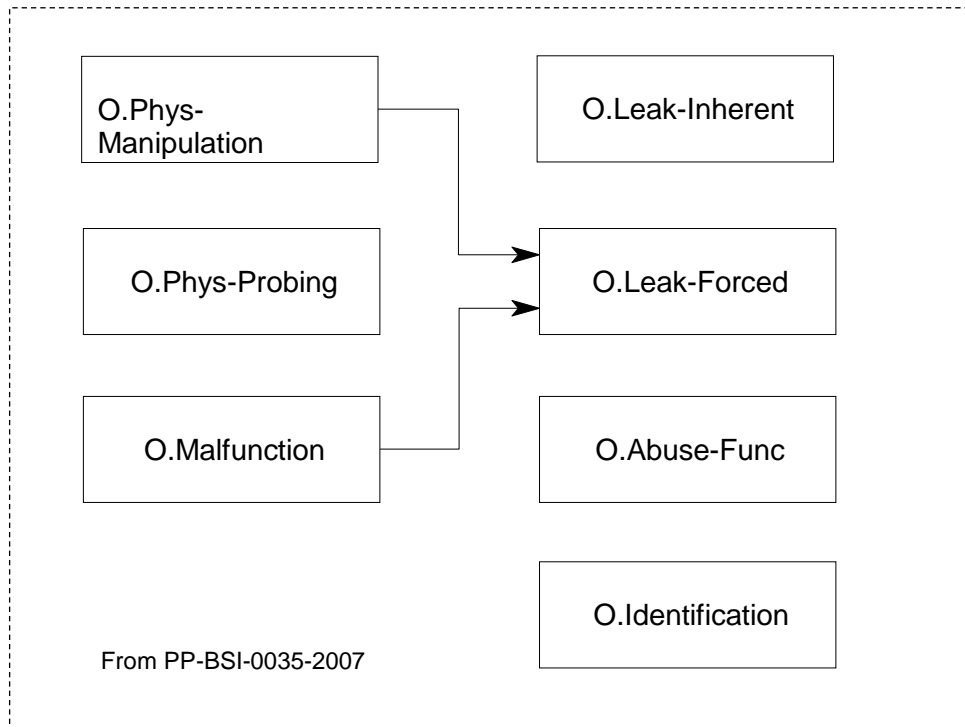 O.Phys-
Manipulation
O.Leak-Inherent
O.Phys-Probing
O.Leak-Forced
O.Malfunction
O.Abuse-Func
O.Identification
From PP-BSI-0035-2007